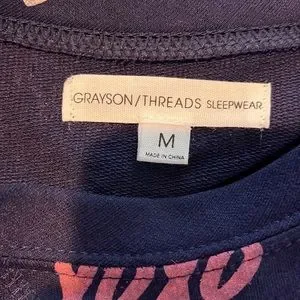 GRAYSON/THREADS SLEEPWEAR
M
MADE IN CHINA